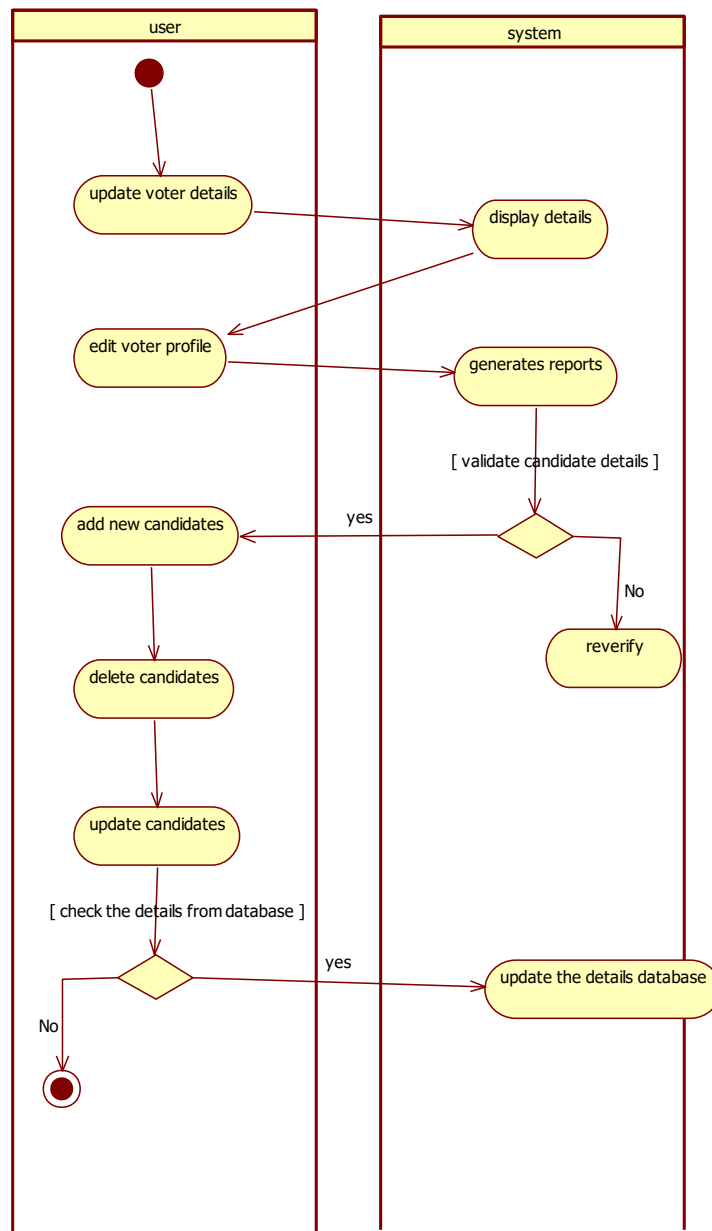 user
system
update voter details
display details
edit voter profile
generates reports
[ validate candidate details ]
add new candidates
yes
No
reverify
delete candidates
update candidates
[ check the details from database ]
yes
update the details database
No